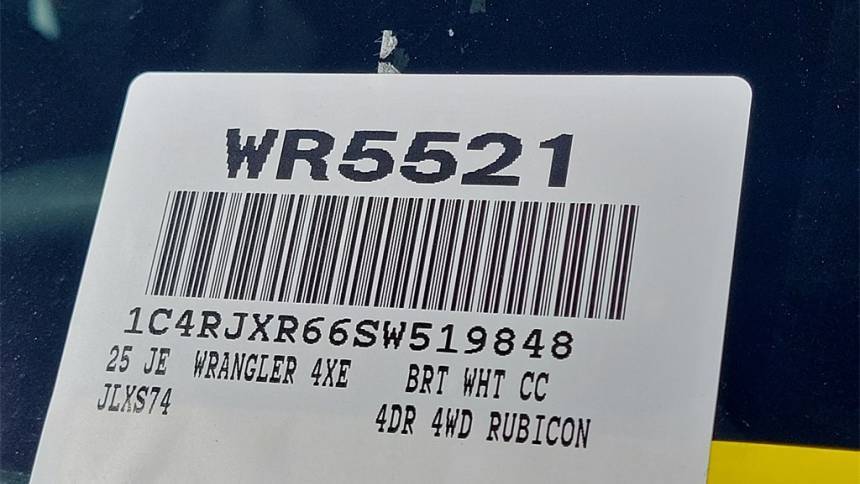 WR5521
1C4RJXR66SW519848
25 JE WRANGLER 4XE BRT WHT CC
JLXS74 4DR 4WD RUBICON